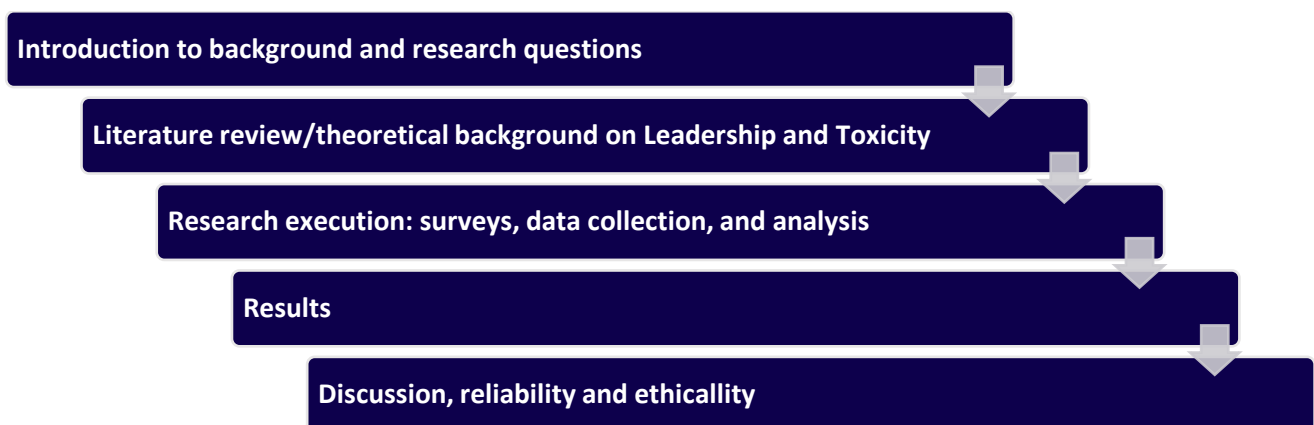 Introduction to background and research questions
Literature review/theoretical background on Leadership and Toxicity
Research execution: surveys, data collection, and analysis
Results
Discussion, reliability and ethicallity